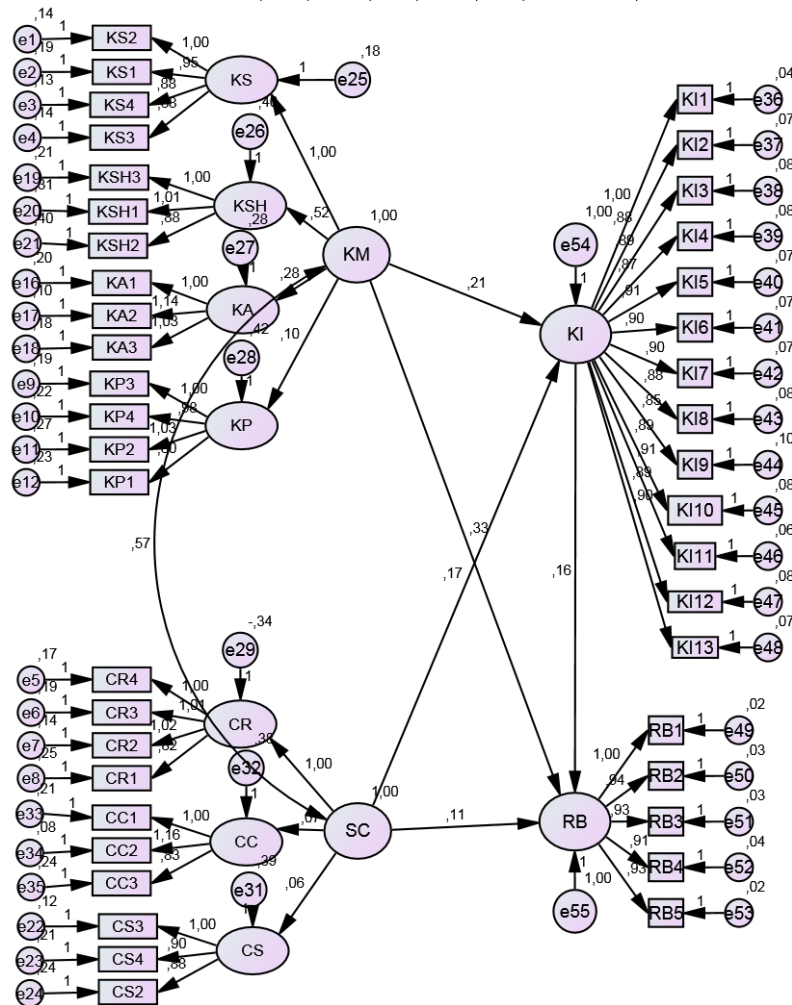 ,14
e1 1 KS2 1,00
,19
e2 1 KS1 ,95
,13
e3 1 KS4 ,88
,14
e4 1 KS3
KS 1 e25 ,18
,21
e19 1 KSH3 1,00
e20 1 KSH1 1,01
,40
e21 1 KSH2 ,88
KSH 1 e26
,20
e16 1 KA1 1,00
,10
e17 1 KA2 1,14
,18
e18 1 KA3 1,03
KA 1 e27 ,28
,19
e9 1 KP3 1,00
,22
e10 1 KP4 ,98
,27
e11 1 KP2 1,03
,23
e12 1 KP1
KP 1 e28 ,42
1,00
,52
,28
,10
KM 1,00
,21
,33
,57
,17
e5 1 CR4 1,00
,19
e6 1 CR3 1,01
,14
e7 1 CR2 1,02
,25
e8 1 CR1
CR 1 e29 -,34
,21
e33 1 CC1 1,00
,08
e34 1 CC2 1,16
,24
e35 1 CC3 ,83
CC 1 e32
,12
e22 1 CS3 1,00
,21
e23 1 CS4 ,90
,24
e24 1 CS2 ,88
CS e31 ,39
1,00
,06
SC 1,00
,17
,11
e54 1,00
1
KI
,16
1,00 KI1 1 e36 ,04
,88 KI2 1 e37 ,07
,89 KI3 1 e38 ,08
,87 KI4 1 e39 ,08
,91 KI5 1 e40 ,07
,90 KI6 1 e41 ,07
,90 KI7 1 e42 ,07
,88 KI8 1 e43 ,08
,85 KI9 1 e44 ,10
,89 KI10 1 e45 ,08
,91 KI11 1 e46 ,06
,89 KI12 1 e47 ,08
,90 KI13 1 e48 ,07
RB
1,00 RB1 1 e49 ,02
,94 RB2 1 e50 ,03
,93 RB3 1 e51 ,03
,91 RB4 1 e52 ,04
,93 RB5 1 e53 ,02
1
e55 1,00